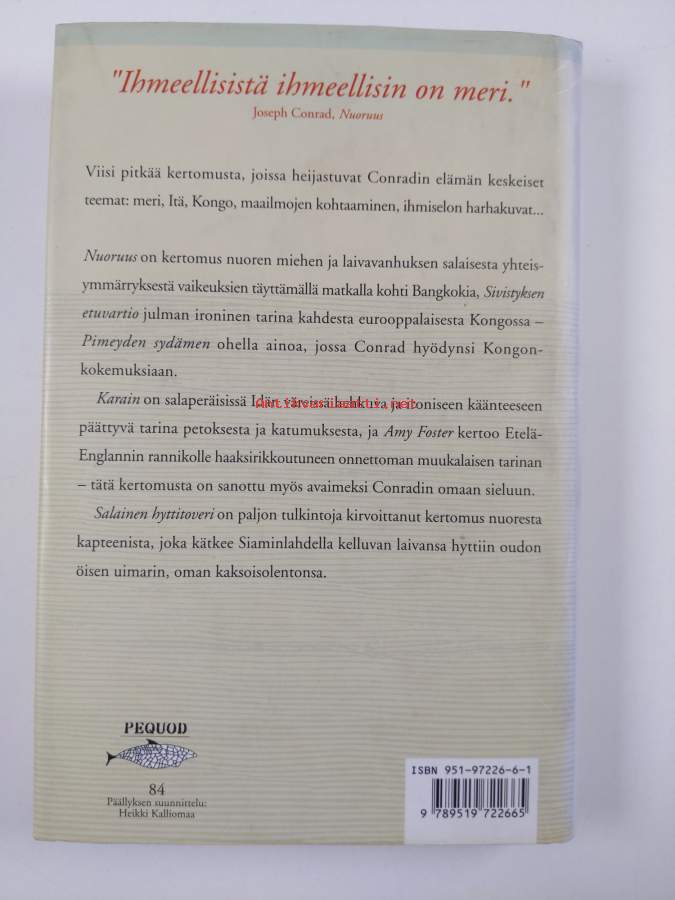 "Ihmeellisistä ihmeellisin on meri."
Joseph Conrad, Nuoruus
Viisi pitkää kertomusta, joissa heijastuvat Conradin elämän keskeiset
teemat: meri, Itä, Kongo, maailmojen kohtaaminen, ihmiselon harhakuvat...
Nuoruus on kertomus nuoren miehen ja laivavanhuksen salaisesta yhteis-
ymmärryksestä vaikeuksien täyttämällä matkalla kohti Bangkokia, Sivistyksen
etuvartio julman ironinen tarina kahdesta eurooppalaisesta Kongossa –
Pimeyden sydämen ohella ainoa, jossa Conrad hyödynsi Kongon-
kokemuksiaan.
Karain on salaperäisissä Idän ja ironiseen käänteeseen
päättyvä tarina petoksesta ja katumuksesta, ja Amy Foster kertoo Etelä-
Englannin rannikolle haaksirikkoutuneen onnettoman muukalaisen tarinan
– tätä kertomusta on sanottu myös avaimeksi Conradin omaan sieluun.
Salainen hyttitoveri on paljon tulkintoja kirvoittanut kertomus nuoresta
kapteenista, joka kätkee Siaminlahdella kelluvan laivansa hyttiin oudon
öisen uimarin, oman kaksoisolentonsa.
PEQUOD
84
Päällyksen suunnittelu:
Heikki Kalliomaa
ISBN 951-97226-6-1
9 789519 722665